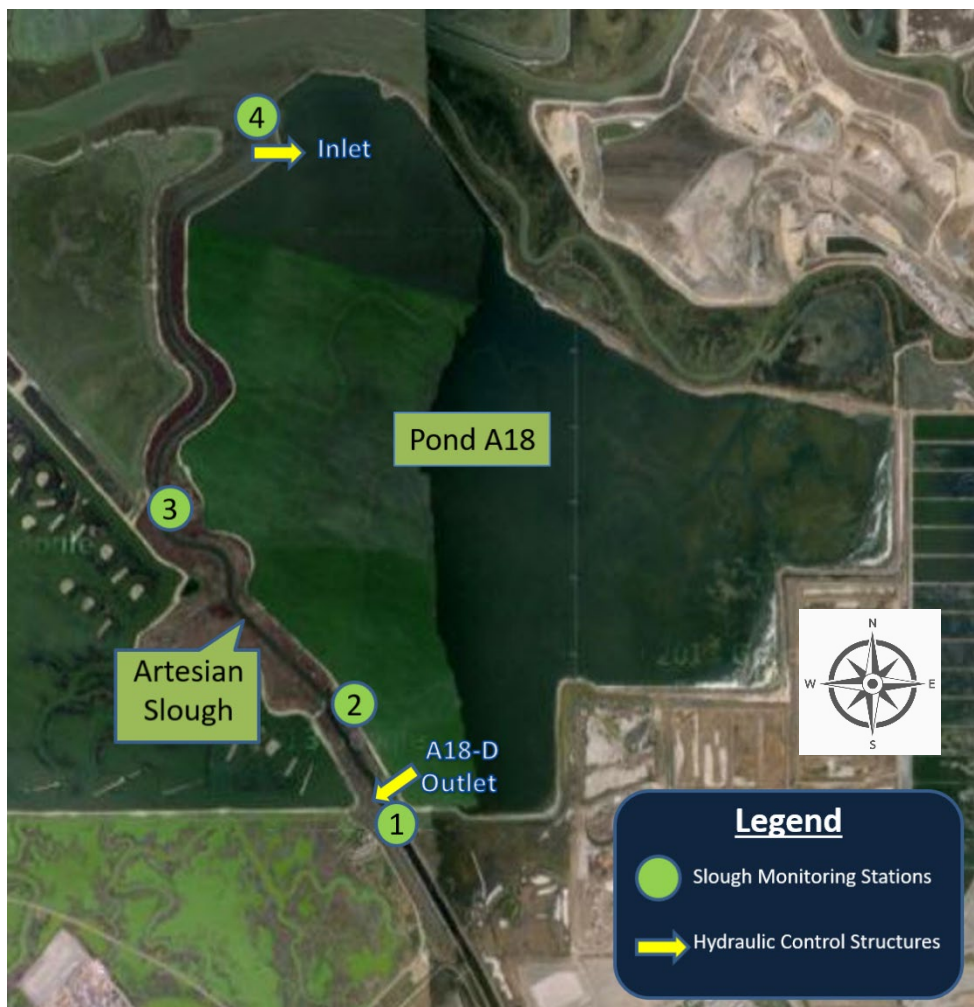 4
Inlet
Pond A18
3
N
W
E
S
Artesian
Slough
2
A18-D
Outlet
1
Legend
Slough Monitoring Stations
Hydraulic Control Structures